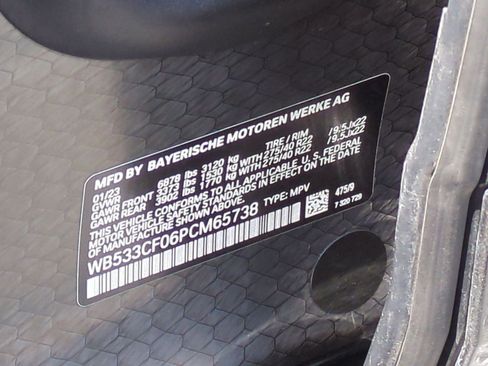 MFD BY BAYERISCHE MOTOREN WERKE AG
01/23 TIRE / RIM
GVWR 6878 lbs 3120 kg
GAWR FRONT 3373 lbs 1530 kg WITH 275/40 R22 /9,5Jx22
GAWR REAR 3902 lbs 1770 kg WITH 275/40 R22 /9,5Jx22
THIS VEHICLE CONFORMS TO ALL APPLICABLE U.S. FEDERAL
MOTOR VEHICLE SAFETY STANDARDS IN EFFECT ON THE DATE
OF MANUFACTURE SHOWN ABOVE.
WB533CF06PCM65738 TYPE: MPV 475/9
7 320 729